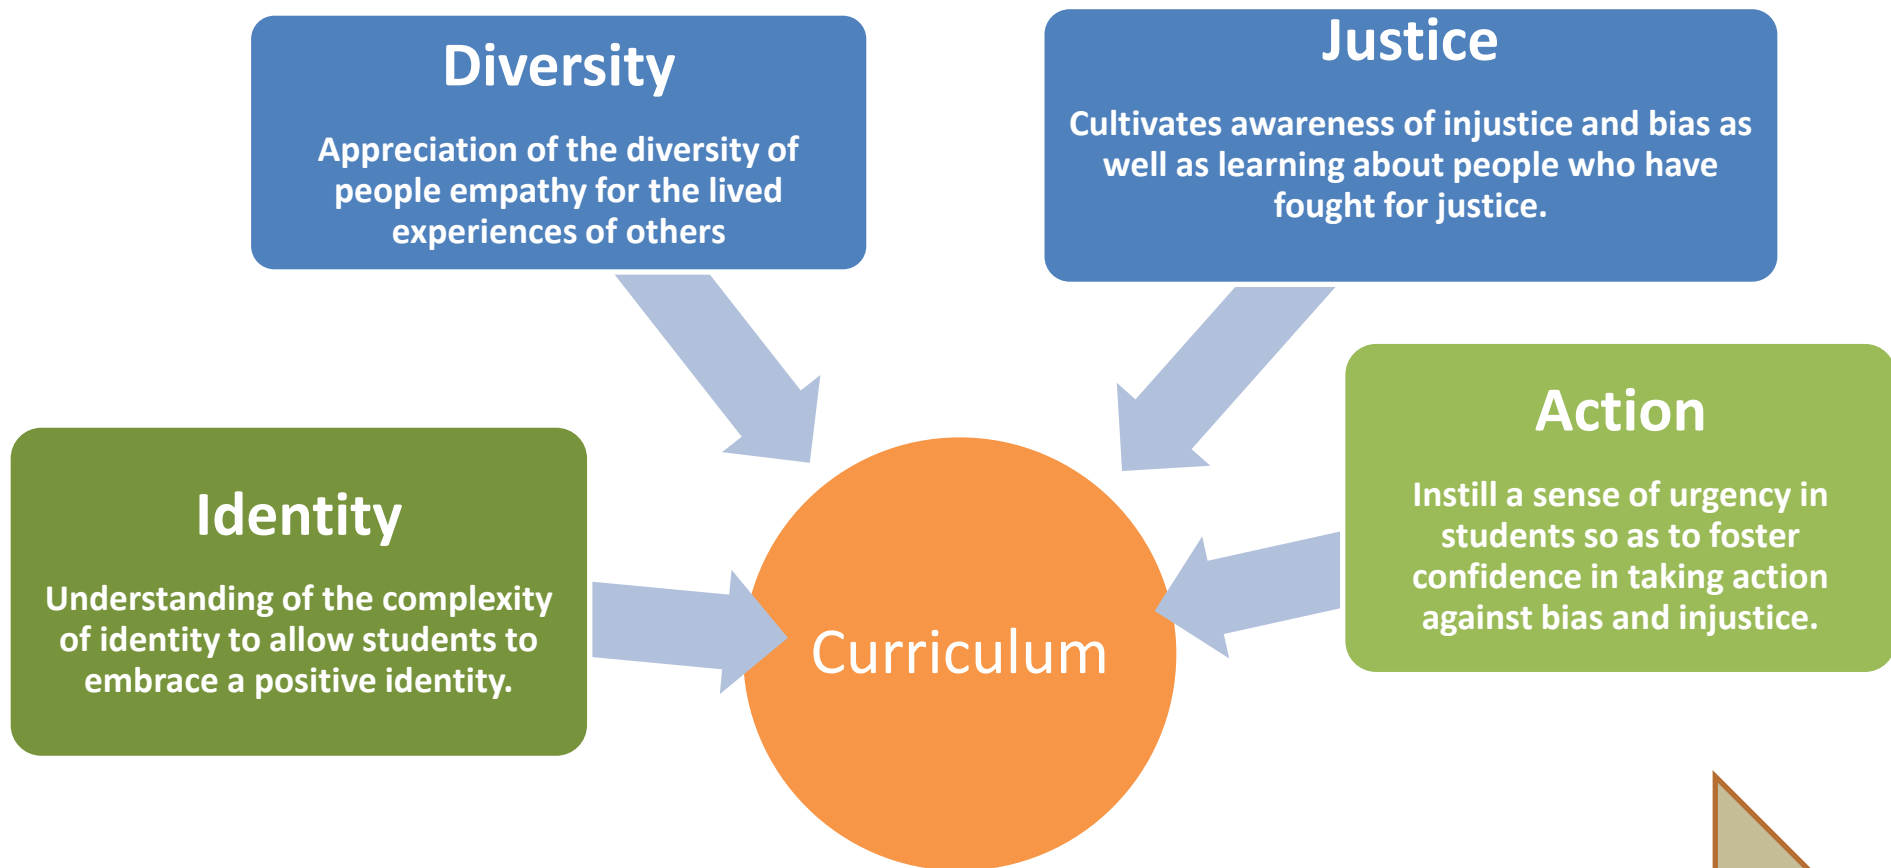 Diversity
Appreciation of the diversity of
people empathy for the lived
experiences of others
Justice
Cultivates awareness of injustice and bias as
well as learning about people who have
fought for justice.
Identity
Understanding of the complexity
of identity to allow students to
embrace a positive identity.
Action
Instill a sense of urgency in
students so as to foster
confidence in taking action
against bias and injustice.
Curriculum